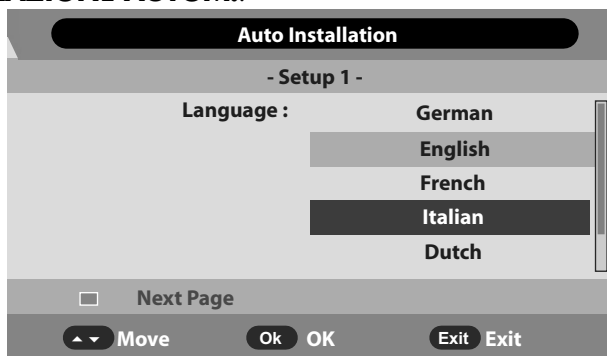 Auto Installation
- Setup 1 -
Language : German
English
French
Italian
Dutch
Next Page
Move Ok OK Exit Exit